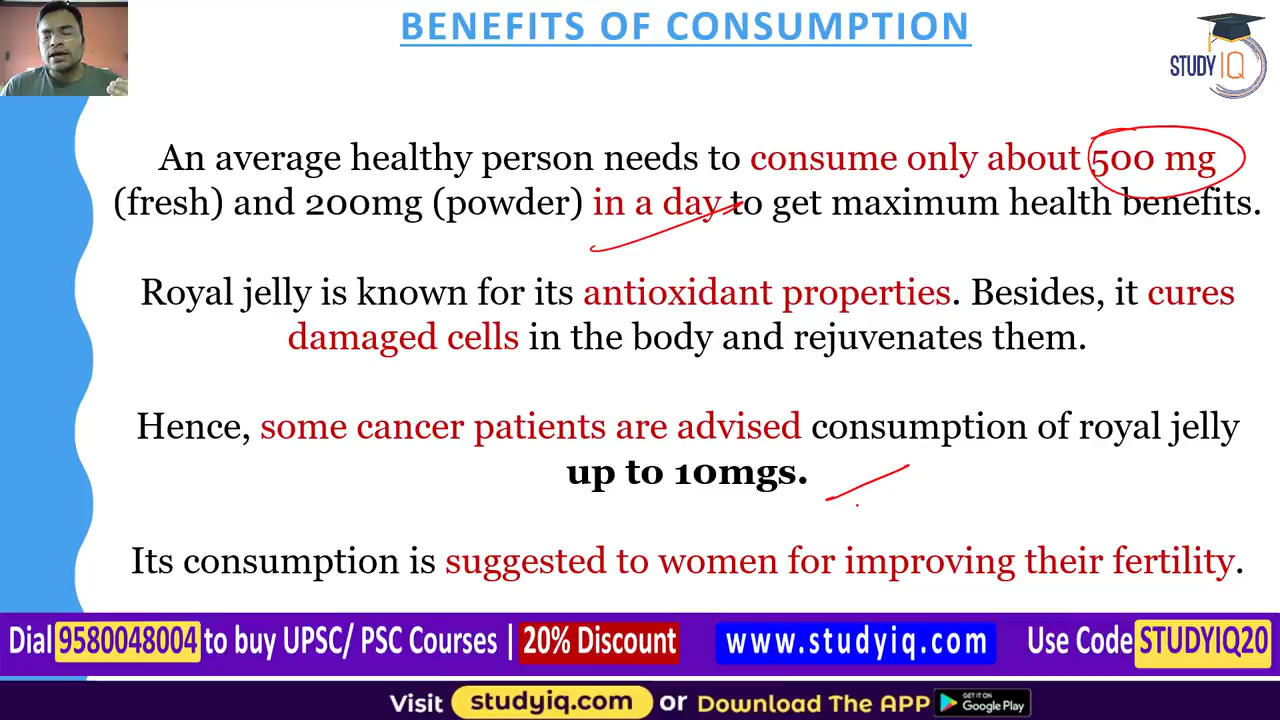 BENEFITS OF CONSUMPTION
STUDY IQ
An average healthy person needs to consume only about 500 mg
(fresh) and 200mg (powder) in a day to get maximum health benefits.
Royal jelly is known for its antioxidant properties. Besides, it cures
damaged cells in the body and rejuvenates them.
Hence, some cancer patients are advised consumption of royal jelly
up to 10mgs.
Its consumption is suggested to women for improving their fertility.
Dial 9580048004 to buy UPSC/ PSC Courses | 20% Discount www.studyiq.com Use Code STUDYIQ20
Visit studyiq.com or Download The APP GET IT ON Google Play